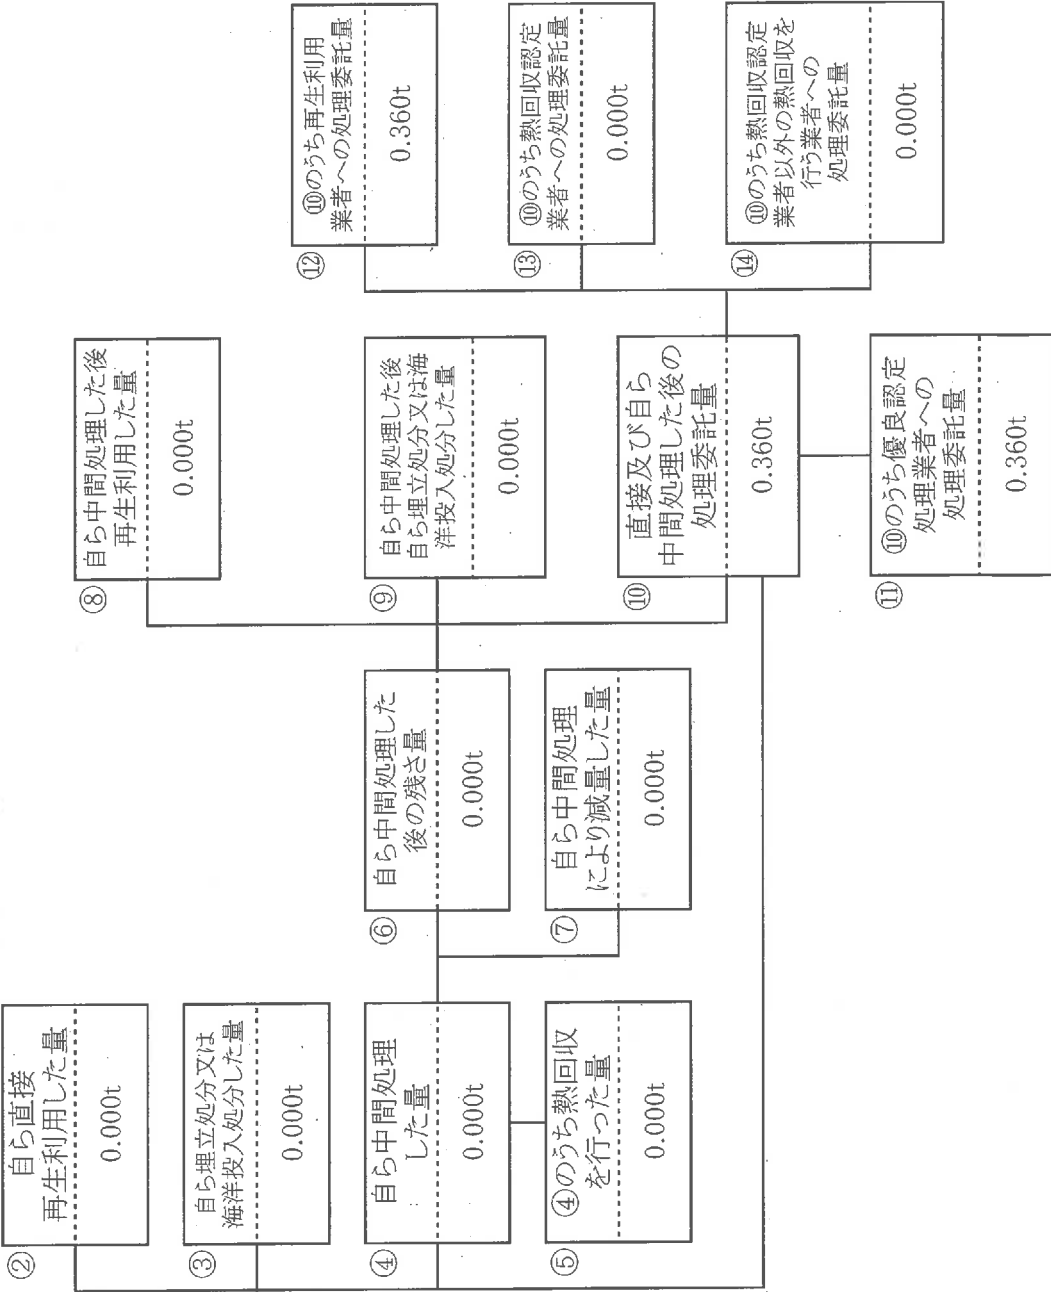 ②
自ら直接
再生利用した量
0.000t
③
自ら埋立処分又は
海洋投入処分した量
0.000t
④
自ら中間処理
した量
0.000t
⑤
④のうち熱回収
を行った量
0.000t
⑥
自ら中間処理した
後の残さ量
0.000t
⑦
自ら中間処理
により減量した量
0.000t
⑧
自ら中間処理した後
再生利用した量
0.000t
⑨
自ら中間処理した後
自ら埋立処分又は海
洋投入処分した量
0.000t
⑩
直接及び自ら
中間処理した後の
処理委託量
0.360t
⑪
⑩のうち優良認定
処理業者への
処理委託量
0.360t
⑫
⑩のうち再生利用
業者への処理委託量
0.360t
⑬
⑩のうち熱回収認定
業者への処理委託量
0.000t
⑭
⑩のうち熱回収認定
業者以外の熱回収を
行う業者への
処理委託量
0.000t